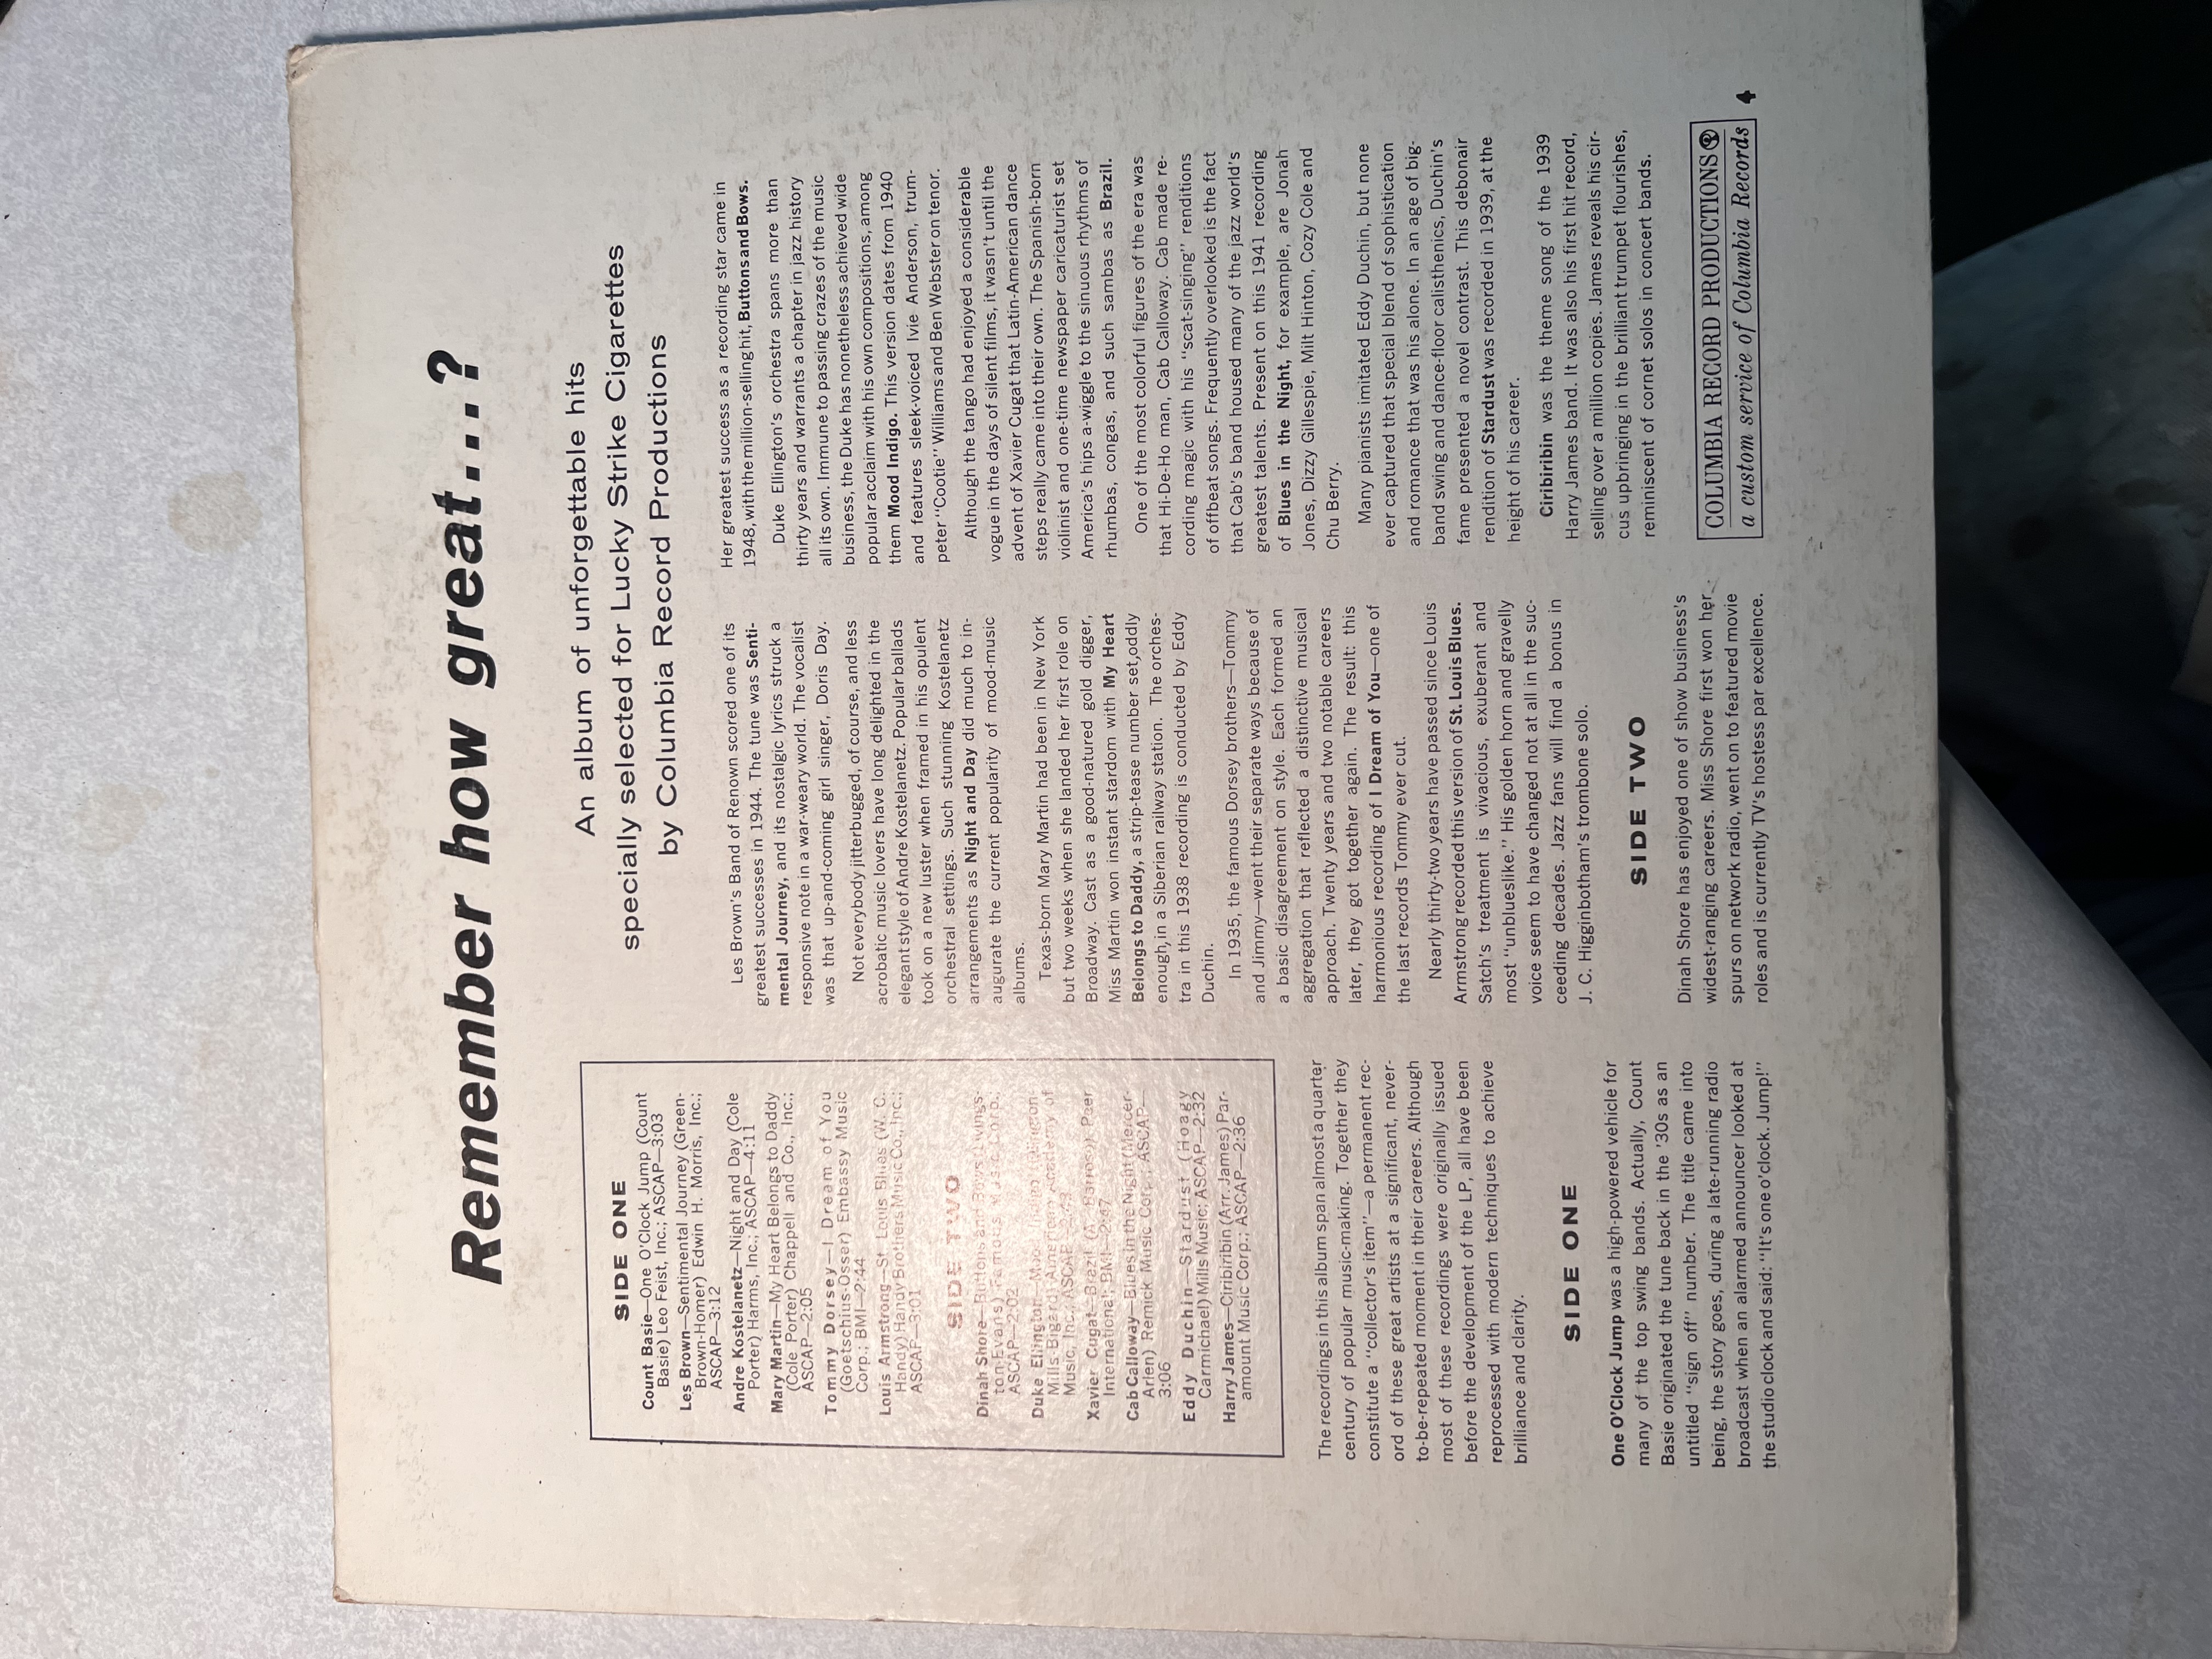 Remember how great...?
An album of unforgettable hits
specially selected for Lucky Strike Cigarettes
by Columbia Record Productions
SIDE ONE
Count Basie—One O'Clock Jump (Count
Basie) Leo Feist, Inc.; ASCAP—3:03
Les Brown—Sentimental Journey (Green-
Brown-Homer) Edwin H. Morris, Inc.;
ASCAP—3:12
Andre Kostelanetz—Night and Day (Cole
Porter) Harms, Inc.; ASCAP—4:11
Mary Martin—My Heart Belongs to Daddy
(Cole Porter) Chappell and Co., Inc.;
ASCAP—2:05
Tommy Dorsey—I Dream of You
(Goetschius-Osser) Embassy Music
Corp.; BMI—2:44
Louis Armstrong—St. Louis Blues (W. C.
Handy) Handy Brothers Music Co., Inc.;
ASCAP—3:01
SIDE TWO
Dinah Shore—Buttons and Bows (Livings-
ton-Evans) Famous Music Corp.;
ASCAP—2:02
Duke Ellington—Mood Indigo (Ellington-
Mills-Bigard) American Academy of
Music, Inc.; ASCAP
Xavier Cugat—Brazil (A. Barroso) Peer
International; BMI—2:47
Cab Calloway—Blues in the Night (Mercer-
Arlen) Remick Music Corp.; ASCAP—
3:06
Eddy Duchin—Stardust (Hoagy
Carmichael) Mills Music; ASCAP—2:32
Harry James—Ciribiribin (Arr. James) Par-
amount Music Corp.; ASCAP—2:36
The recordings in this album span almost a quarter
century of popular music-making. Together they
constitute a "collector's item"—a permanent rec-
ord of these great artists at a significant, never-
to-be-repeated moment in their careers. Although
most of these recordings were originally issued
before the development of the LP, all have been
reprocessed with modern techniques to achieve
brilliance and clarity.
SIDE ONE
One O'Clock Jump was a high-powered vehicle for
many of the top swing bands. Actually, Count
Basie originated the tune back in the '30s as an
untitled "sign off" number. The title came into
being, the story goes, during a late-running radio
broadcast when an alarmed announcer looked at
the studio clock and said: "It's one o'clock. Jump!"
Les Brown's Band of Renown scored one of its
greatest successes in 1944. The tune was Senti-
mental Journey, and its nostalgic lyrics struck a
responsive note in a war-weary world. The vocalist
was that up-and-coming girl singer, Doris Day.
Not everybody jitterbugged, of course, and less
acrobatic music lovers have long delighted in the
elegant style of Andre Kostelanetz. Popular ballads
took on a new luster when framed in his opulent
orchestral settings. Such stunning Kostelanetz
arrangements as Night and Day did much to in-
augurate the current popularity of mood-music
albums.
Texas-born Mary Martin had been in New York
but two weeks when she landed her first role on
Broadway. Cast as a good-natured gold digger,
Miss Martin won instant stardom with My Heart
Belongs to Daddy, a strip-tease number set, oddly
enough, in a Siberian railway station. The orches-
tra in this 1938 recording is conducted by Eddy
Duchin.
In 1935, the famous Dorsey brothers—Tommy
and Jimmy—went their separate ways because of
a basic disagreement on style. Each formed an
aggregation that reflected a distinctive musical
approach. Twenty years and two notable careers
later, they got together again. The result: this
harmonious recording of I Dream of You—one of
the last records Tommy ever cut.
Nearly thirty-two years have passed since Louis
Armstrong recorded this version of St. Louis Blues.
Satch's treatment is vivacious, exuberant and
most "unblueslike." His golden horn and gravelly
voice seem to have changed not at all in the suc-
ceeding decades. Jazz fans will find a bonus in
J. C. Higginbotham's trombone solo.
SIDE TWO
Dinah Shore has enjoyed one of show business's
widest-ranging careers. Miss Shore first won her
spurs on network radio, went on to featured movie
roles and is currently TV's hostess par excellence.
Her greatest success as a recording star came in
1948, with the million-selling hit, Buttons and Bows.
Duke Ellington's orchestra spans more than
thirty years and warrants a chapter in jazz history
all its own. Immune to passing crazes of the music
business, the Duke has nonetheless achieved wide
popular acclaim with his own compositions, among
them Mood Indigo. This version dates from 1940
and features sleek-voiced Ivie Anderson, trum-
peter "Cootie" Williams and Ben Webster on tenor.
Although the tango had enjoyed a considerable
vogue in the days of silent films, it wasn't until the
advent of Xavier Cugat that Latin-American dance
steps really came into their own. The Spanish-born
violinist and one-time newspaper caricaturist set
America's hips a-wiggle to the sinuous rhythms of
rhumbas, congas, and such sambas as Brazil.
One of the most colorful figures of the era was
that Hi-De-Ho man, Cab Calloway. Cab made re-
cording magic with his "scat-singing" renditions
of offbeat songs. Frequently overlooked is the fact
that Cab's band housed many of the jazz world's
greatest talents. Present on this 1941 recording
of Blues in the Night, for example, are Jonah
Jones, Dizzy Gillespie, Milt Hinton, Cozy Cole and
Chu Berry.
Many pianists imitated Eddy Duchin, but none
ever captured that special blend of sophistication
and romance that was his alone. In an age of big-
band swing and dance-floor calisthenics, Duchin's
fame presented a novel contrast. This debonair
rendition of Stardust was recorded in 1939, at the
height of his career.
Ciribiribin was the theme song of the 1939
Harry James band. It was also his first hit record,
selling over a million copies. James reveals his cir-
cus upbringing in the brilliant trumpet flourishes,
reminiscent of cornet solos in concert bands.
COLUMBIA RECORD PRODUCTIONS
a custom service of Columbia Records
4